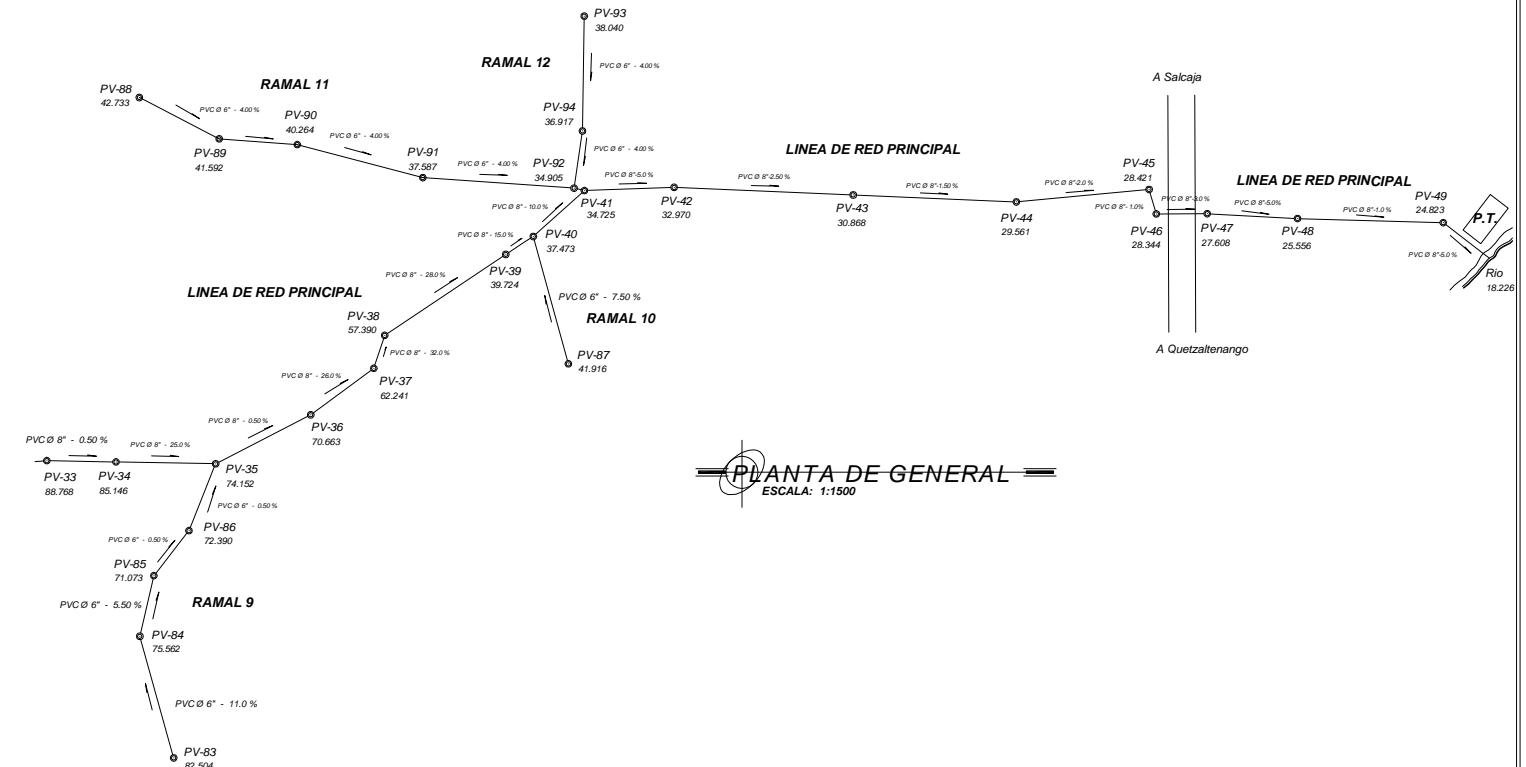 PV-93
38.040
RAMAL 12
PVC Ø 6" - 4.00 %
A Salcaja
RAMAL 11
PV-88
42.733
PVC Ø 6" - 4.00 %
PV-90
40.264
PV-94
36.917
PVC Ø 6" - 4.00 %
PV-89
41.592
PV-91
37.587
PVC Ø 6" - 4.00 %
PV-92
34.905
PVC Ø 6" - 4.00 %
LINEA DE RED PRINCIPAL
PVC Ø 8"-5.0 %
PVC Ø 8"-2.50 %
PVC Ø 8"-1.50 %
PVC Ø 8"-2.0 %
PV-45
28.421
LINEA DE RED PRINCIPAL
PV-49
24.823
P.T.
PV-41
34.725
PV-42
32.970
PV-43
30.868
PV-44
29.561
PVC Ø 8"-1.0%
PVC Ø 8"-3.0 %
PVC Ø 8"-5.0%
PVC Ø 8"-1.0 %
PV-46
28.344
PV-47
27.608
PV-48
25.556
PVC Ø 8"-5.0 %
Rio
18.226
PVC Ø 8" - 10.0 %
PVC Ø 8" - 15.0 %
PV-40
37.473
PV-39
39.724
PVC Ø 8" - 28.0 %
LINEA DE RED PRINCIPAL
PVC Ø 6" - 7.50 %
RAMAL 10
PV-38
57.390
PVC Ø 8" - 32.0 %
A Quetzaltenango
PV-87
41.916
PVC Ø 8" - 26.0 %
PV-37
62.241
PVC Ø 8" - 0.50 %
PV-36
70.663
PVC Ø 8" - 0.50 %
PVC Ø 8" - 25.0 %
PV-33
88.768
PV-34
85.146
PV-35
74.152
PLANTA DE GENERAL
ESCALA: 1:1500
PVC Ø 6" - 0.50 %
PV-86
72.390
PVC Ø 6" - 0.50 %
PV-85
71.073
PVC Ø 6" - 5.50 %
RAMAL 9
PV-84
75.562
PVC Ø 6" - 11.0 %
PV-83
82.504